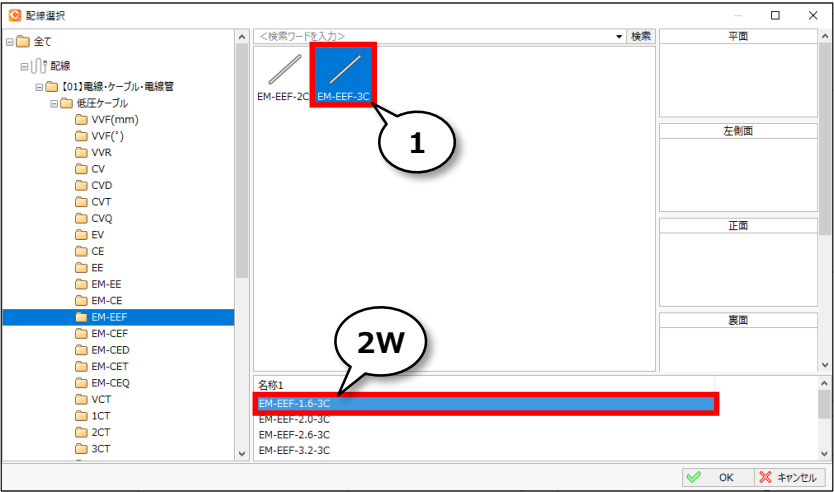 配線選択
全て
配線
【01】電線・ケーブル・電線管
低圧ケーブル
VVF(mm)
VVF(°)
VVR
CV
CVD
CVT
CVQ
EV
CE
EE
EM-EE
EM-CE
EM-EEF
EM-CEF
EM-CED
EM-CET
EM-CEQ
VCT
1CT
2CT
3CT
<検索ワードを入力>
検索
EM-EEF-2C
EM-EEF-3C
1
2W
名称1
EM-EEF-1.6-3C
EM-EEF-2.0-3C
EM-EEF-2.6-3C
EM-EEF-3.2-3C
平面
左側面
正面
裏面
OK
キャンセル